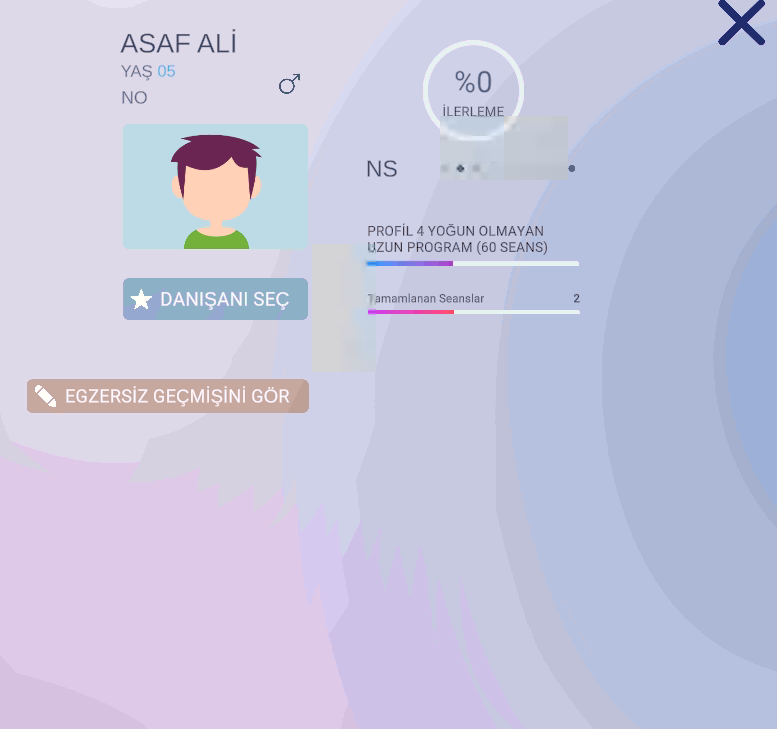 ASAF ALİ
YAŞ 05
NO
%0
İLERLEME
NS
PROFİL 4 YOĞUN OLMAYAN
UZUN PROGRAM (60 SEANS)
DANIŞANI SEÇ
Tamamlanan Seanslar 2
EGZERSİZ GEÇMİŞİNİ GÖR